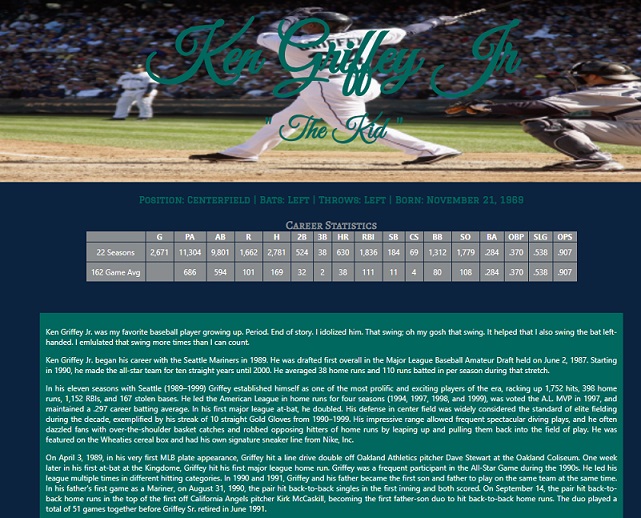 Ken Griffey Jr.
"The Kid"
Position: Centerfield | Bats: Left | Throws: Left | Born: November 21, 1969
Career Statistics
G PA AB R H 2B 3B HR RBI SB CS BB SO BA OBP SLG OPS
22 Seasons 2,671 11,304 9,801 1,662 2,781 524 38 630 1,836 184 69 1,312 1,779 .284 .370 .538 .907
162 Game Avg 686 594 101 169 32 2 38 111 11 4 80 108 .284 .370 .538 .907
Ken Griffey Jr. was my favorite baseball player growing up. Period. End of story. I idolized him. That swing; oh my gosh that swing. It helped that I also swing the bat left-
handed. I emlulated that swing more times than I can count.
Ken Griffey Jr. began his career with the Seattle Mariners in 1989. He was drafted first overall in the Major League Baseball Amateur Draft held on June 2, 1987. Starting
in 1990, he made the all-star team for ten straight years until 2000. He averaged 38 home runs and 110 runs batted in per season during that stretch.
In his eleven seasons with Seattle (1989–1999) Griffey established himself as one of the most prolific and exciting players of the era, racking up 1,752 hits, 398 home
runs, 1,152 RBIs, and 167 stolen bases. He led the American League in home runs for four seasons (1994, 1997, 1998, and 1999), was voted the A.L. MVP in 1997, and
maintained a .297 career batting average. In his first major league at-bat, he doubled. His defense in center field was widely considered the standard of elite fielding
during the decade, exemplified by his streak of 10 straight Gold Gloves from 1990–1999. His impressive range allowed frequent spectacular diving plays, and he often
dazzled fans with over-the-shoulder basket catches and robbed opposing hitters of home runs by leaping up and pulling them back into the field of play. He was
featured on the Wheaties cereal box and had his own signature sneaker line from Nike, Inc.
On April 3, 1989, in his very first MLB plate appearance, Griffey hit a line drive double off Oakland Athletics pitcher Dave Stewart at the Oakland Coliseum. One week
later in his first at-bat at the Kingdome, Griffey hit his first major league home run. Griffey was a frequent participant in the All-Star Game during the 1990s. He led his
league multiple times in different hitting categories. In 1990 and 1991, Griffey and his father became the first son and father to play on the same team at the same time.
In his father's first game as a Mariner, on August 31, 1990, the pair hit back-to-back singles in the first inning and both scored. On September 14, the pair hit back-to-
back home runs in the top of the first off California Angels pitcher Kirk McCaskill, becoming the first father-son duo to hit back-to-back home runs. The duo played a
total of 51 games together before Griffey Sr. retired in June 1991.